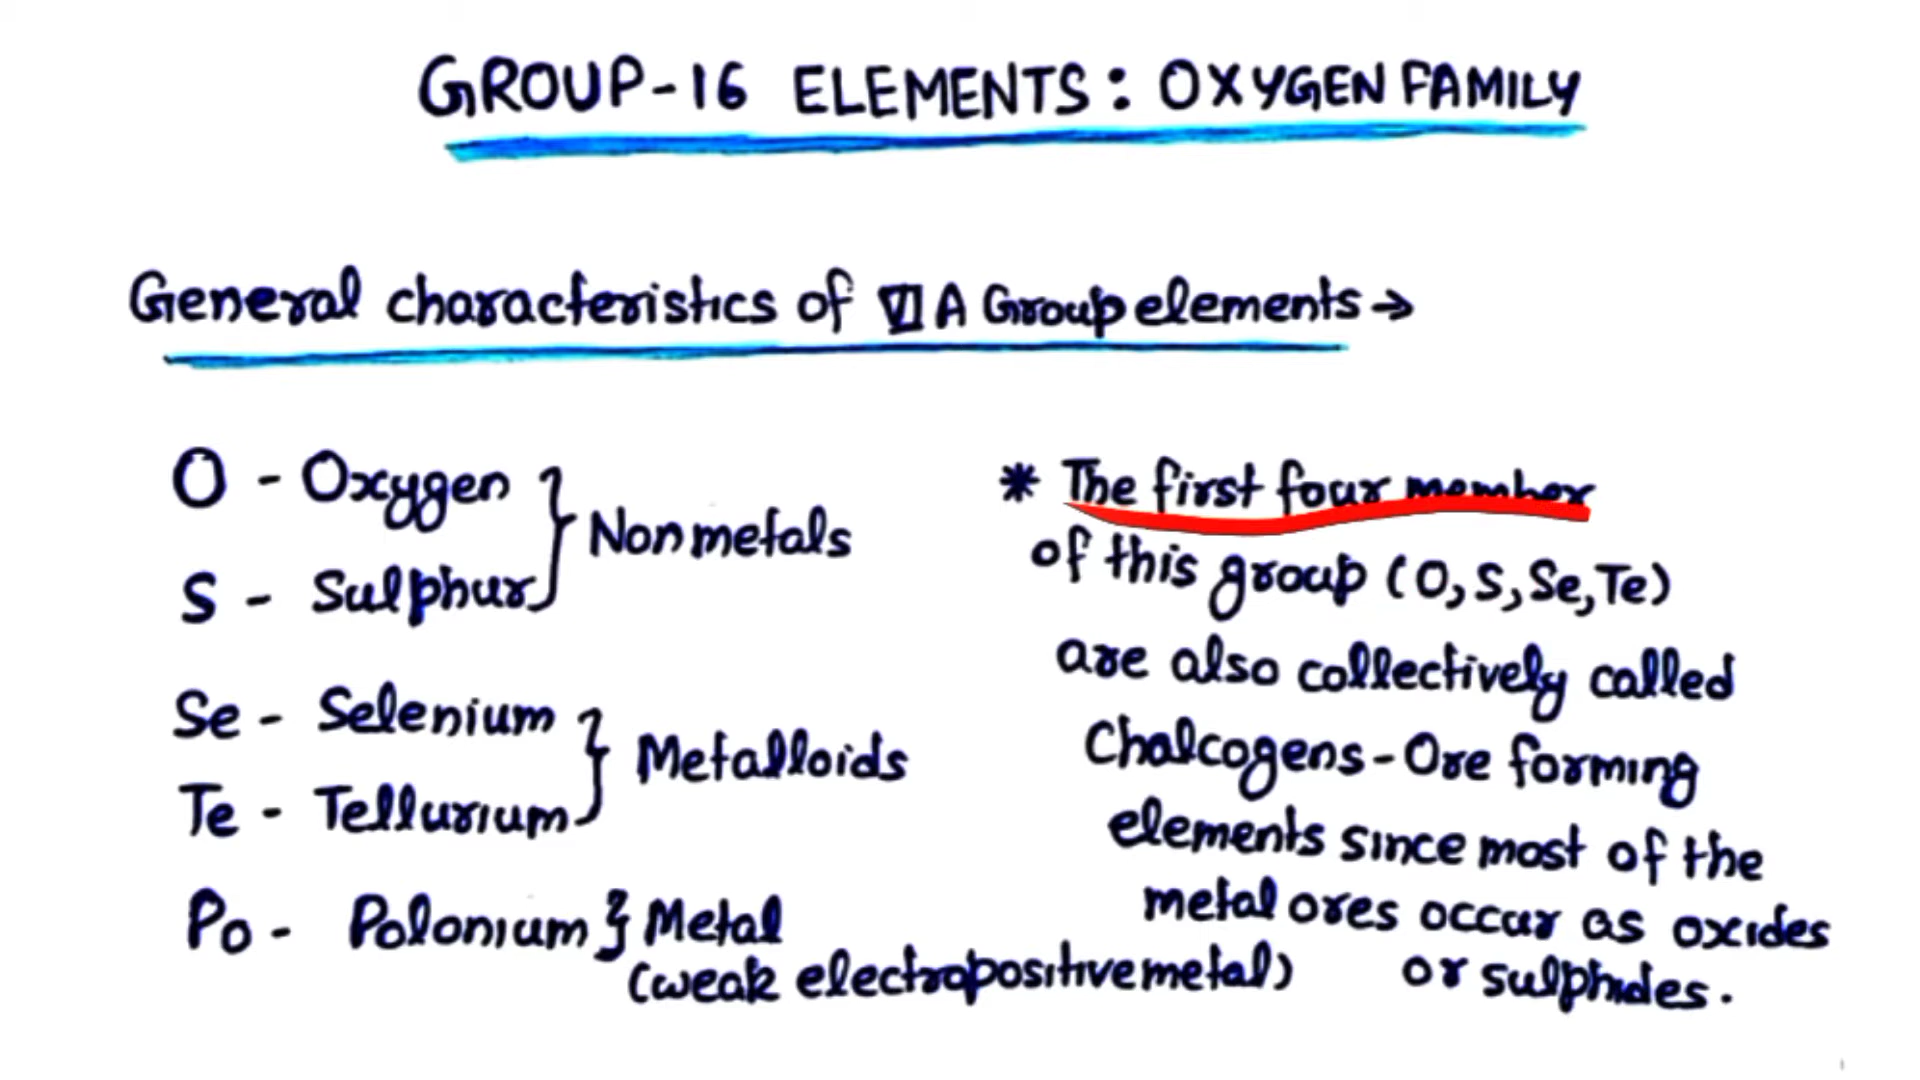 GROUP-16 ELEMENTS: OXYGEN FAMILY
General characteristics of VI A Group elements →
O - Oxygen
S - Sulphur
} Nonmetals
Se - Selenium
Te - Tellurium
} Metalloids
Po - Polonium } Metal
(weak electropositive metal)
* The first four member
of this group (O, S, Se, Te)
are also collectively called
Chalcogens - Ore forming
elements since most of the
metal ores occur as oxides
or sulphides.